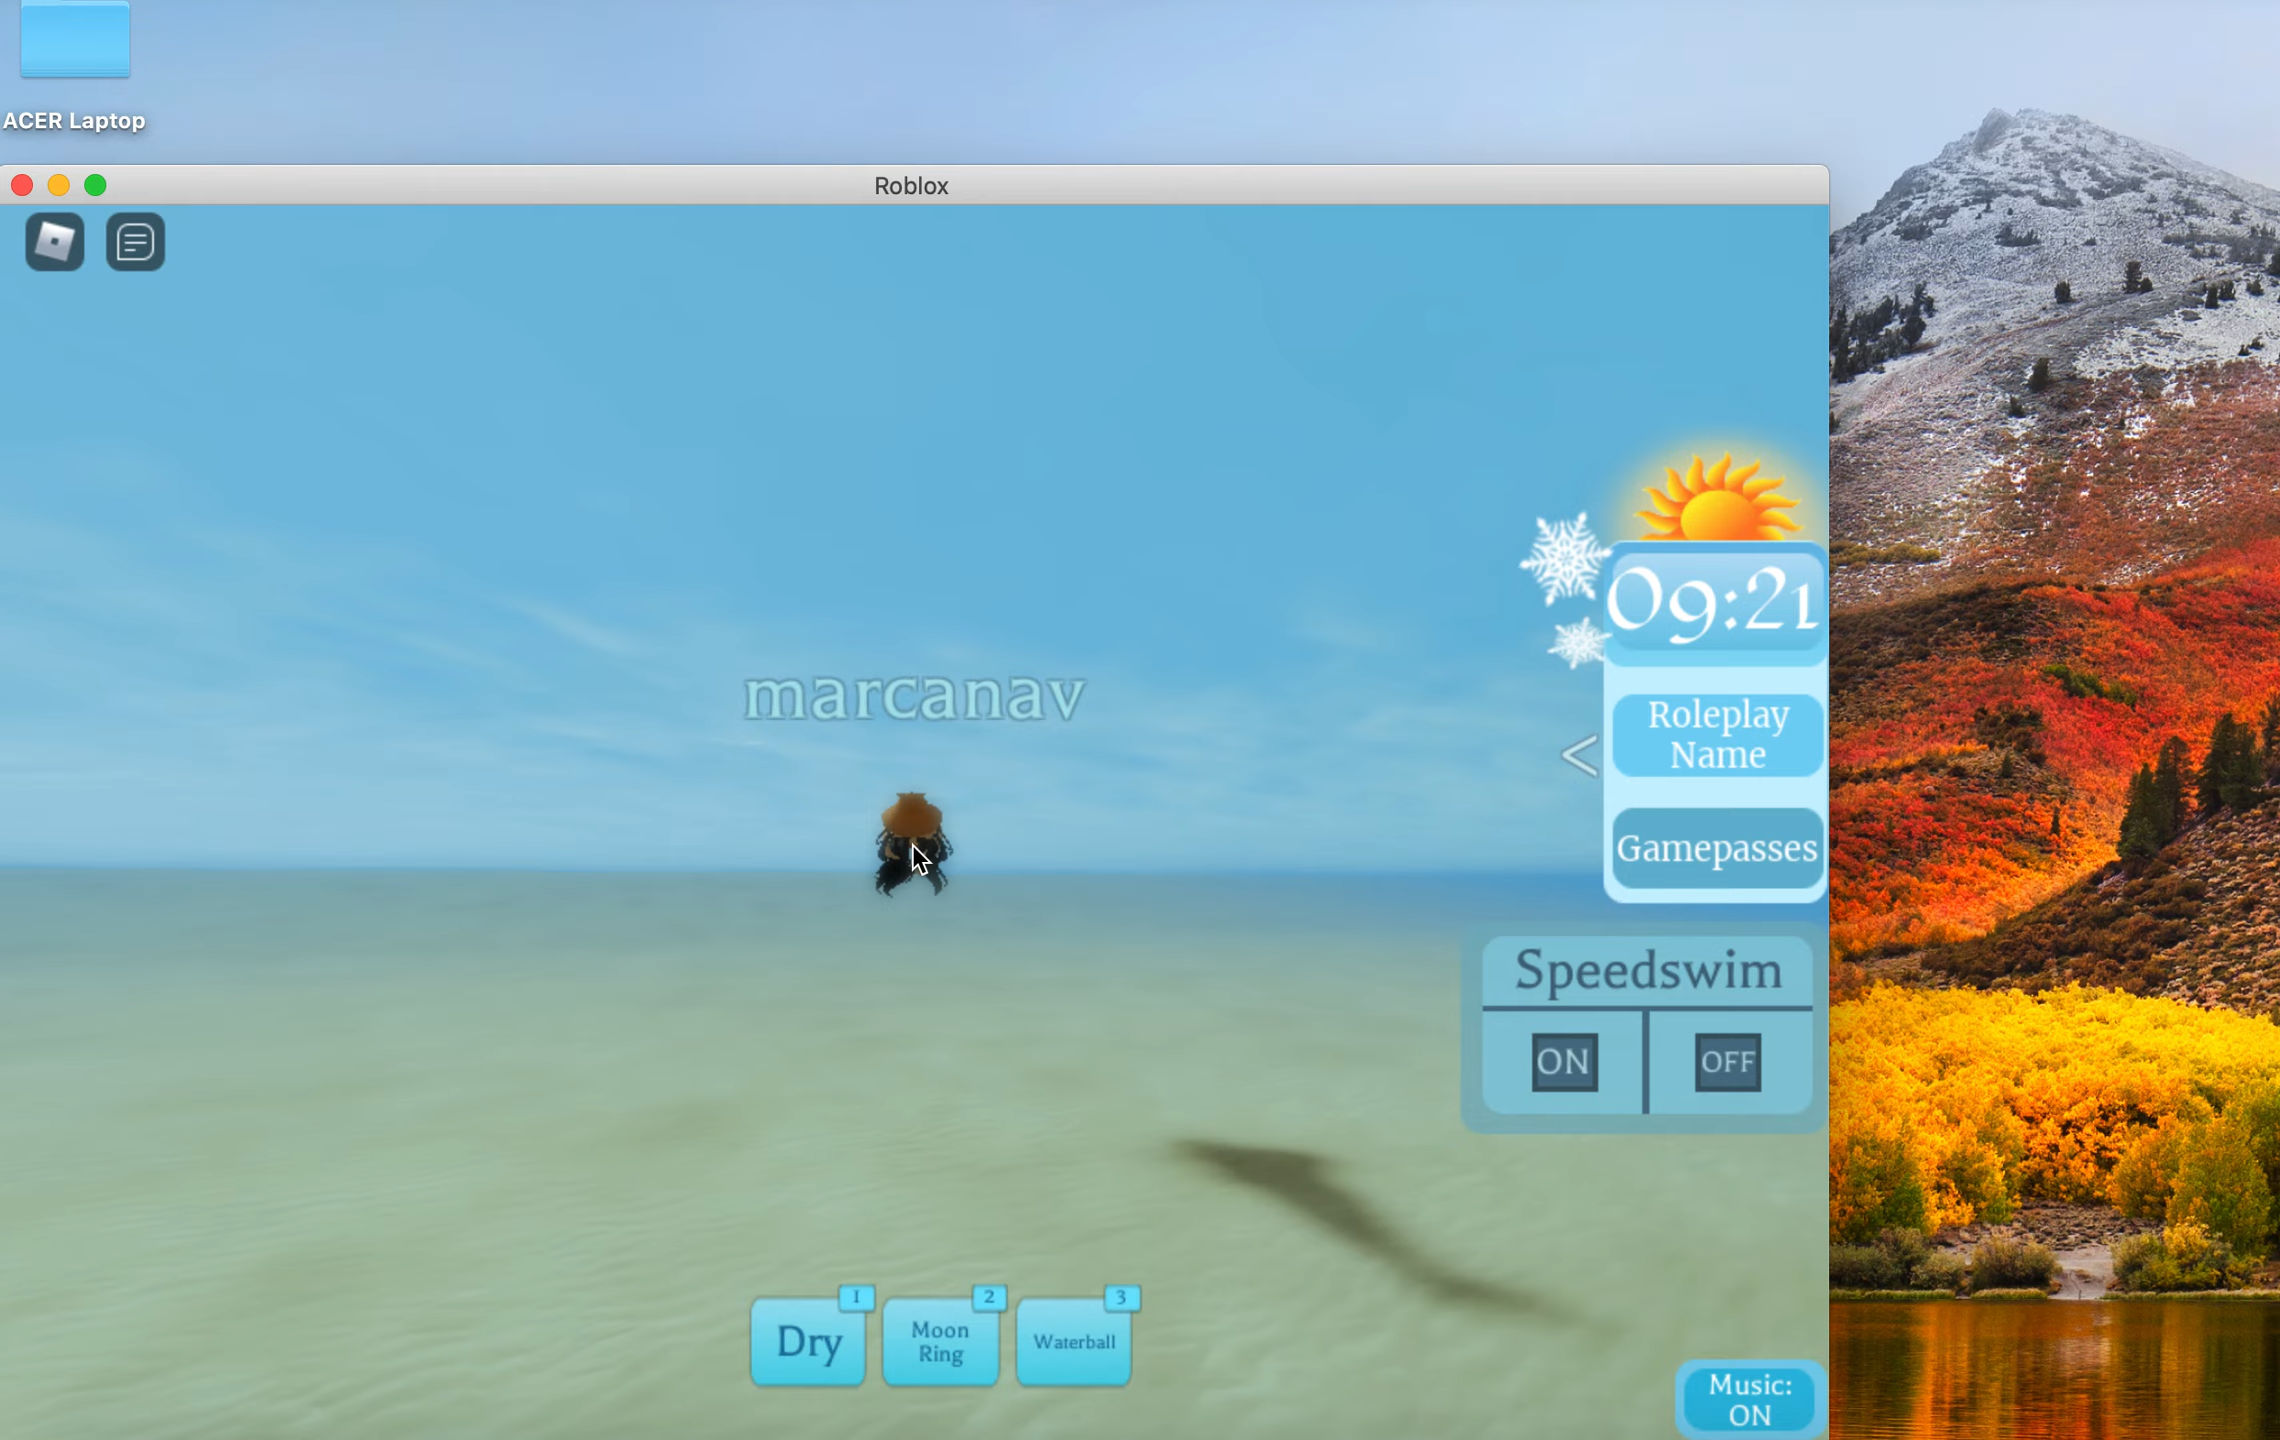 ACER Laptop
Roblox
09:21
marcanav
Roleplay
Name
Gamepasses
Speedswim
ON
OFF
1
2
3
Dry
Moon
Ring
Waterball
Music:
ON